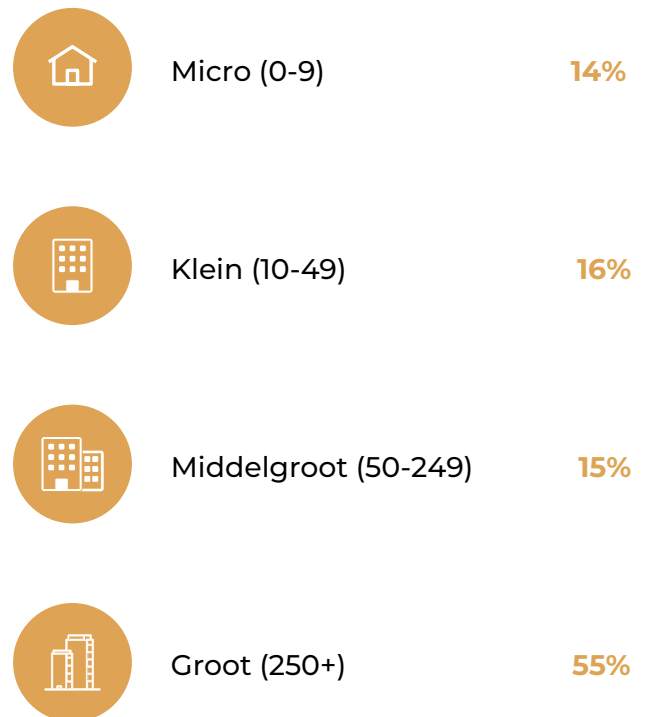 Micro (0-9) 14%
Klein (10-49) 16%
Middelgroot (50-249) 15%
Groot (250+) 55%